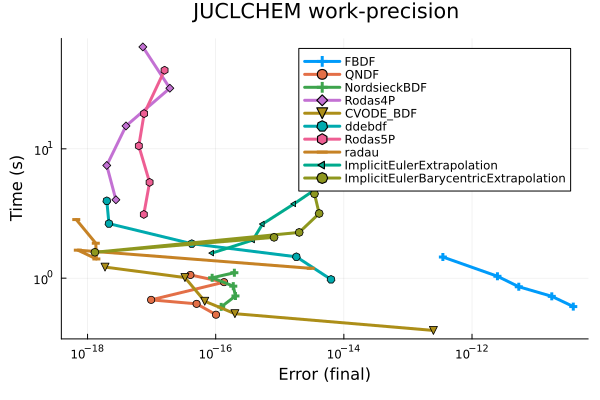 JUCLCHEM work-precision
FBDF
QNDF
NordsieckBDF
Rodas4P
CVODE_BDF
ddebdf
Rodas5P
radau
ImplicitEulerExtrapolation
ImplicitEulerBarycentricExtrapolation
Time (s)
10¹
10⁰
10⁻¹⁸
10⁻¹⁶
10⁻¹⁴
10⁻¹²
Error (final)